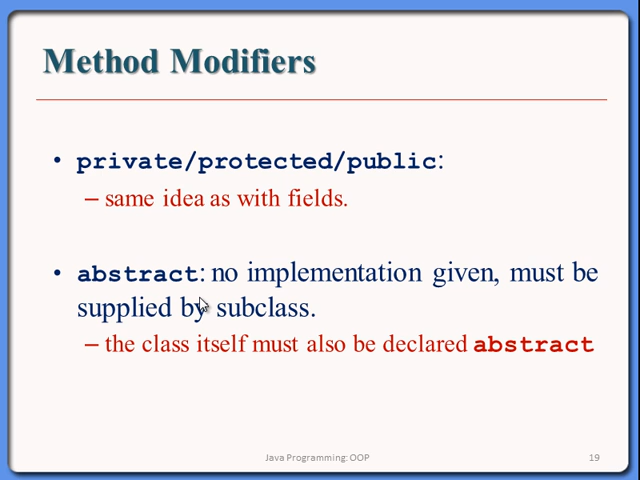 Method Modifiers
• private/protected/public:
– same idea as with fields.
• abstract: no implementation given, must be
supplied by subclass.
– the class itself must also be declared abstract
Java Programming: OOP
19